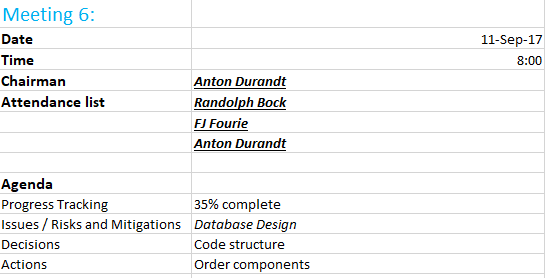 Meeting 6:
Date 11-Sep-17
Time 8:00
Chairman Anton Durandt
Attendance list Randolph Bock
FJ Fourie
Anton Durandt
Agenda
Progress Tracking 35% complete
Issues / Risks and Mitigations Database Design
Decisions Code structure
Actions Order components